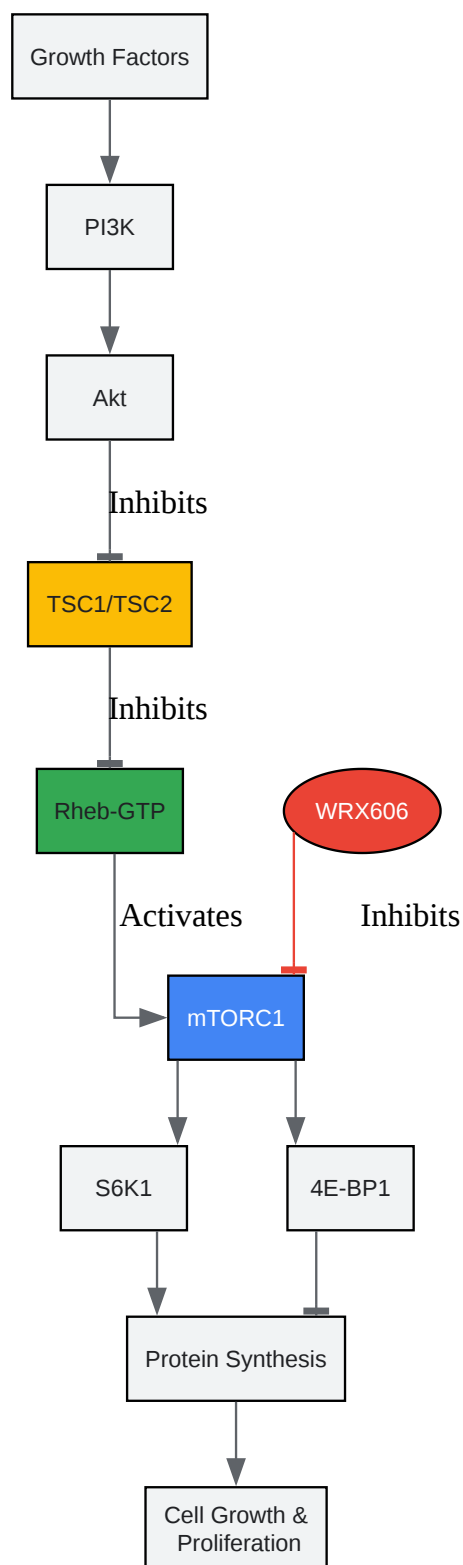 Growth Factors
PI3K
Akt
Inhibits
TSC1/TSC2
Inhibits
Rheb-GTP
WRX606
Activates
Inhibits
mTORC1
S6K1
4E-BP1
Protein Synthesis
Cell Growth &
Proliferation